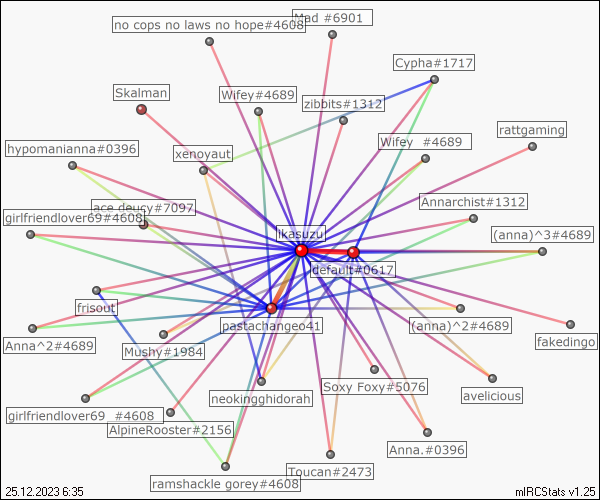 no cops no laws no hope#4608
Mad_#6901
Cypha#1717
Skalman
Wifey#4689
zibbits#1312
rattgaming
hypomanianna#0396
xenoyaut
Wifey__#4689
ace deucy#7097
Annarchist#1312
girlfriendlover69#4608
ikasuzu
(anna)^3#4689
default#0617
frisout
pastachangeo41
(anna)^2#4689
Anna^2#4689
Mushy#1984
fakedingo
neokingghidorah
Soxy Foxy#5076
avelicious
girlfriendlover69__#4608
AlpineRooster#2156
Anna.#0396
ramshackle gorey#4608
Toucan#2473
25.12.2023 6:35
mIRCStats v1.25